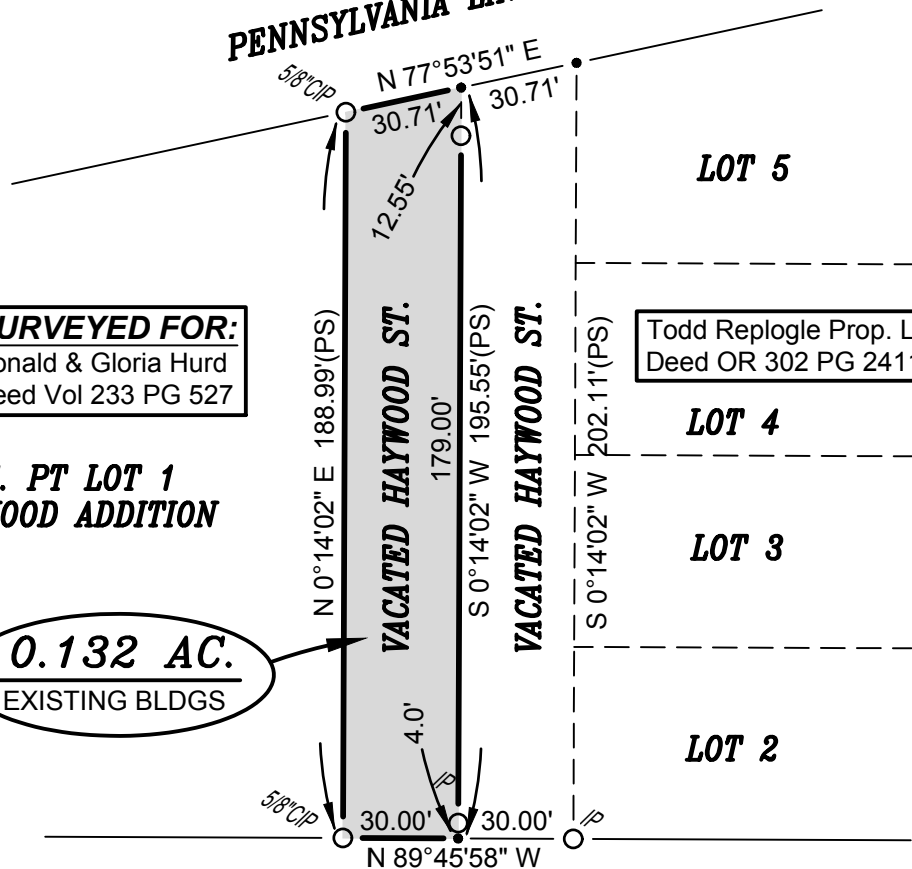 PENNSYLVANIA
N 77°53'51" E
5/8"CIP
30.71'
30.71'
12.55'
LOT 5
URVEYED FOR:
onald & Gloria Hurd
eed Vol 233 PG 527
N 0°14'02" E 188.99'(PS)
VACATED HAYWOOD ST.
179.00'
S 0°14'02" W 195.55'(PS)
VACATED HAYWOOD ST.
S 0°14'02" W 202.11'(PS)
Todd Replogle Prop. L
Deed OR 302 PG 241
LOT 4
. PT LOT 1
OOD ADDITION
LOT 3
0.132 AC.
EXISTING BLDGS
4.0'
LOT 2
IP
5/8"CIP
30.00'
30.00'
IP
N 89°45'58" W